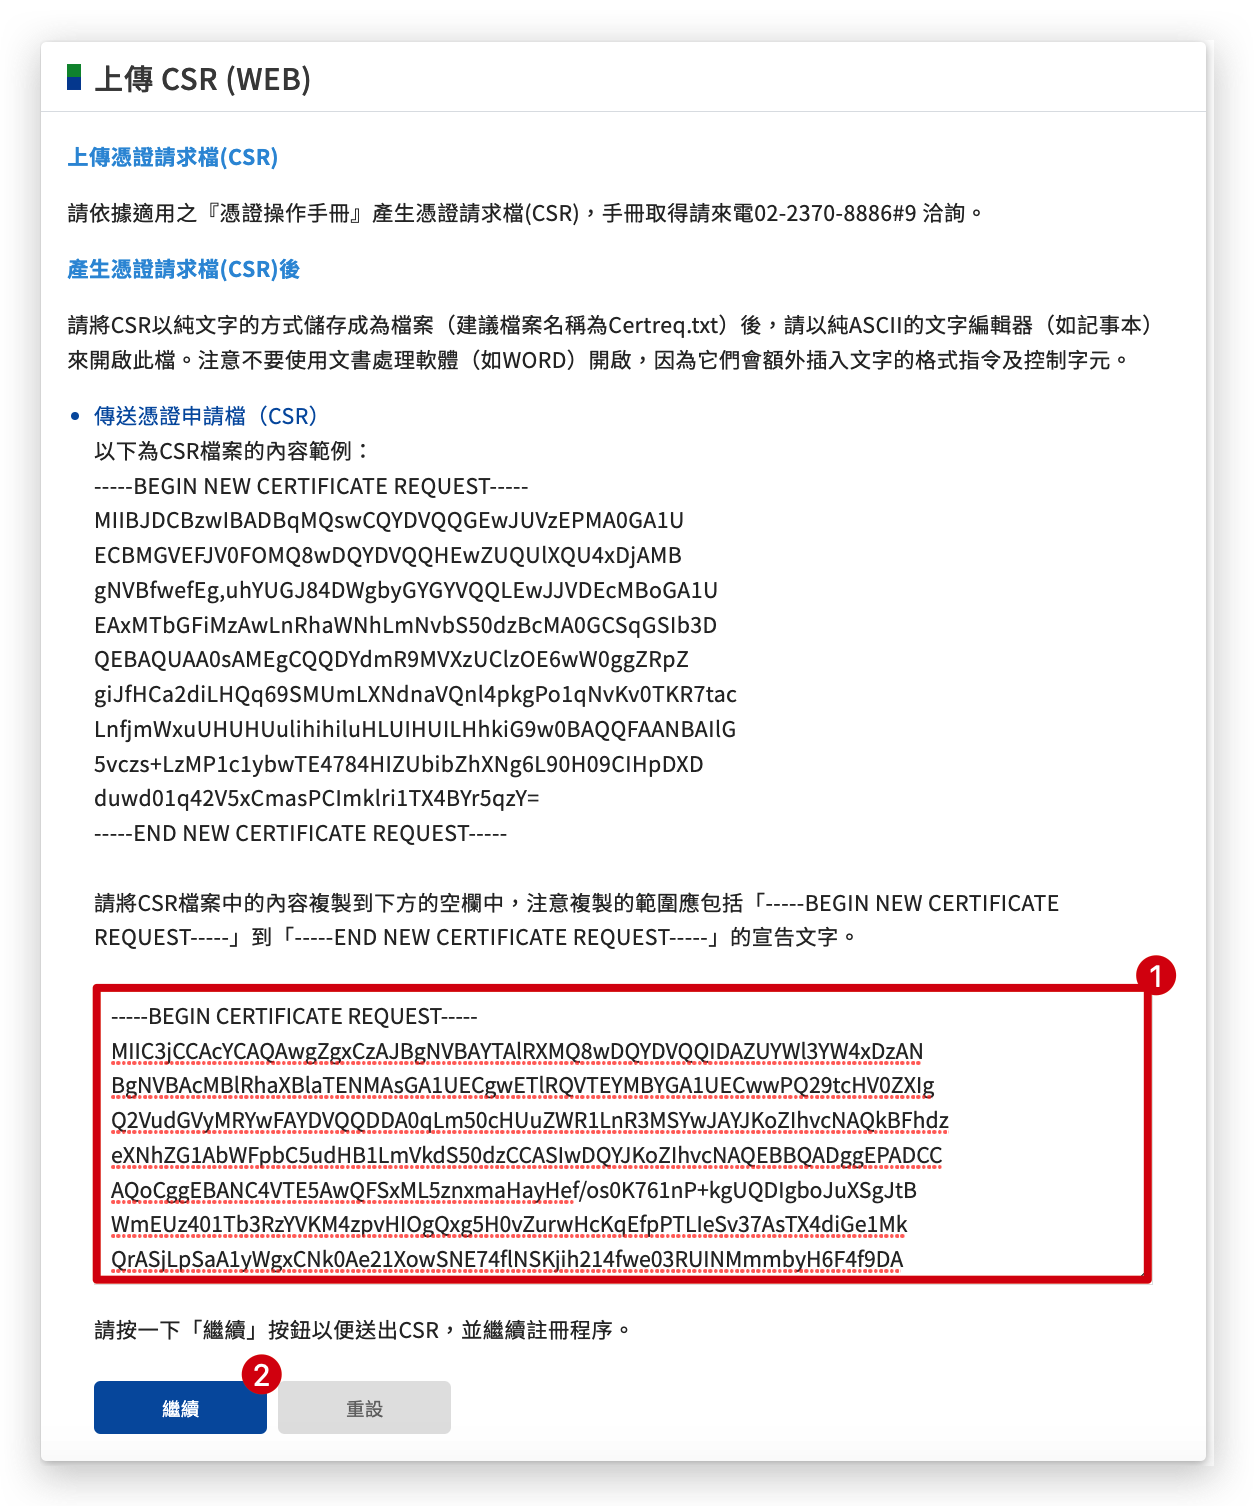 上傳 CSR (WEB)
上傳憑證請求檔(CSR)
請依據適用之『憑證操作手冊』產生憑證請求檔(CSR)，手冊取得請來電02-2370-8886#9 洽詢。
產生憑證請求檔(CSR)後
請將CSR以純文字的方式儲存成為檔案（建議檔案名稱為Certreq.txt）後，請以純ASCII的文字編輯器（如記事本）
來開啟此檔。注意不要使用文書處理軟體（如WORD）開啟，因為它們會額外插入文字的格式指令及控制字元。
• 傳送憑證申請檔（CSR）
以下為CSR檔案的內容範例：
-----BEGIN NEW CERTIFICATE REQUEST-----
MIIBJDCBzwIBADBqMQswCQYDVQQGEwJUVzEPMA0GA1U
ECBMGVEFJV0FOMQ8wDQYDVQQHEwZUQUlXQU4xDjAMB
gNVBfwefEg,uhYUGJ84DWgbyGYGYVQQLEwJJVDEcMBoGA1U
EAxMTbGFiMzAwLnRhaWNhLmNvbS50dzBcMA0GCSqGSIb3D
QEBAQUAA0sAMEgCQQDYdmR9MVXzUClzOE6wW0ggZRpZ
giJfHCa2diLHQq69SMUmLXNdnaVQnl4pkgPo1qNvKv0TKR7tac
LnfjmWxuUHUHUulihihiluHLUIHUILHhkiG9w0BAQQFAANBAIlG
5vczs+LzMP1c1ybwTE4784HIZUbibZhXNg6L90H09CIHpDXD
duwd01q42V5xCmasPCImklri1TX4BYr5qzY=
-----END NEW CERTIFICATE REQUEST-----
請將CSR檔案中的內容複製到下方的空欄中，注意複製的範圍應包括「-----BEGIN NEW CERTIFICATE
REQUEST-----」到「-----END NEW CERTIFICATE REQUEST-----」的宣告文字。
1
-----BEGIN CERTIFICATE REQUEST-----
MIIC3jCCAcYCAQAwgZgxCzAJBgNVBAYTAlRXMQ8wDQYDVQQIDAZUYWl3YW4xDzAN
BgNVBAcMBlRhaXBlaTENMAsGA1UECgwETlRQVTEYMBYGA1UECwwPQ29tcHV0ZXIg
Q2VudGVyMRYwFAYDVQQDDA0qLm50cHUuZWR1LnR3MSYwJAYJKoZIhvcNAQkBFhdz
eXNhZG1AbWFpbC5udHB1LmVkdS50dzCCASIwDQYJKoZIhvcNAQEBBQADggEPADCC
AQoCggEBANC4VTE5AwQFSxML5znxmaHayHef/os0K761nP+kgUQDIgboJuXSgJtB
WmEUz401Tb3RzYVKM4zpvHIOgQxg5H0vZurwHcKqEfpPTLIeSv37AsTX4diGe1Mk
QrASjLpSaA1yWgxCNk0Ae21XowSNE74flNSKjih214fwe03RUINMmmbyH6F4f9DA
請按一下「繼續」按鈕以便送出CSR，並繼續註冊程序。
2
繼續
重設